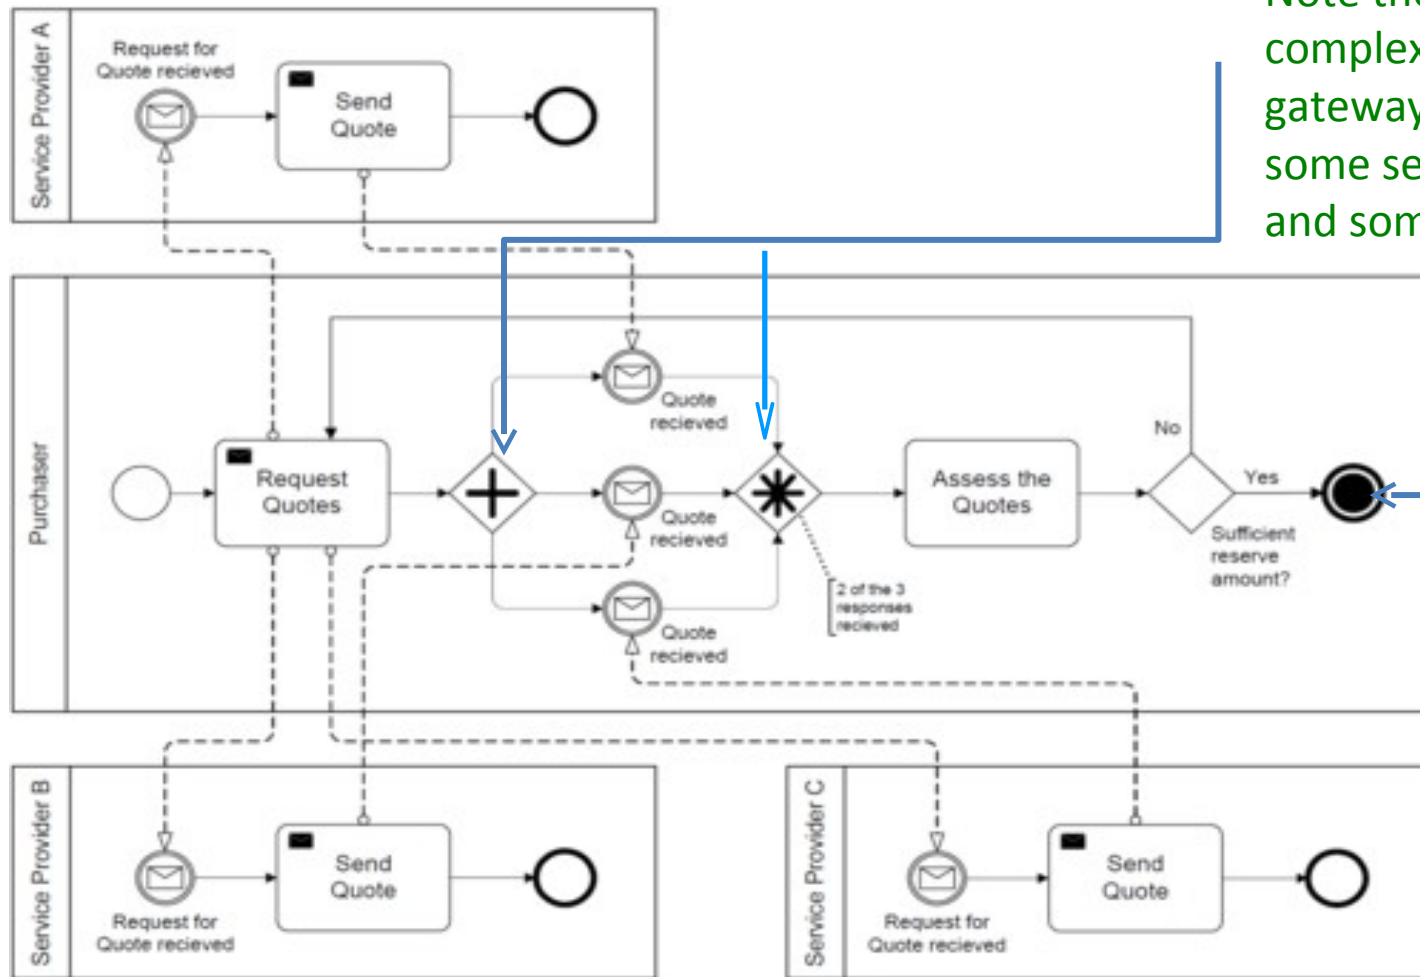 Note the
complex
gateway
some se
and som
Service Provider A
Request for
Quote recieved
Send
Quote
Purchaser
Request
Quotes
Quote
recieved
Quote
recieved
Quote
recieved
2 of the 3
responses
recieved
Assess the
Quotes
No
Yes
Sufficient
reserve
amount?
Service Provider B
Request for
Quote recieved
Send
Quote
Service Provider C
Request for
Quote recieved
Send
Quote